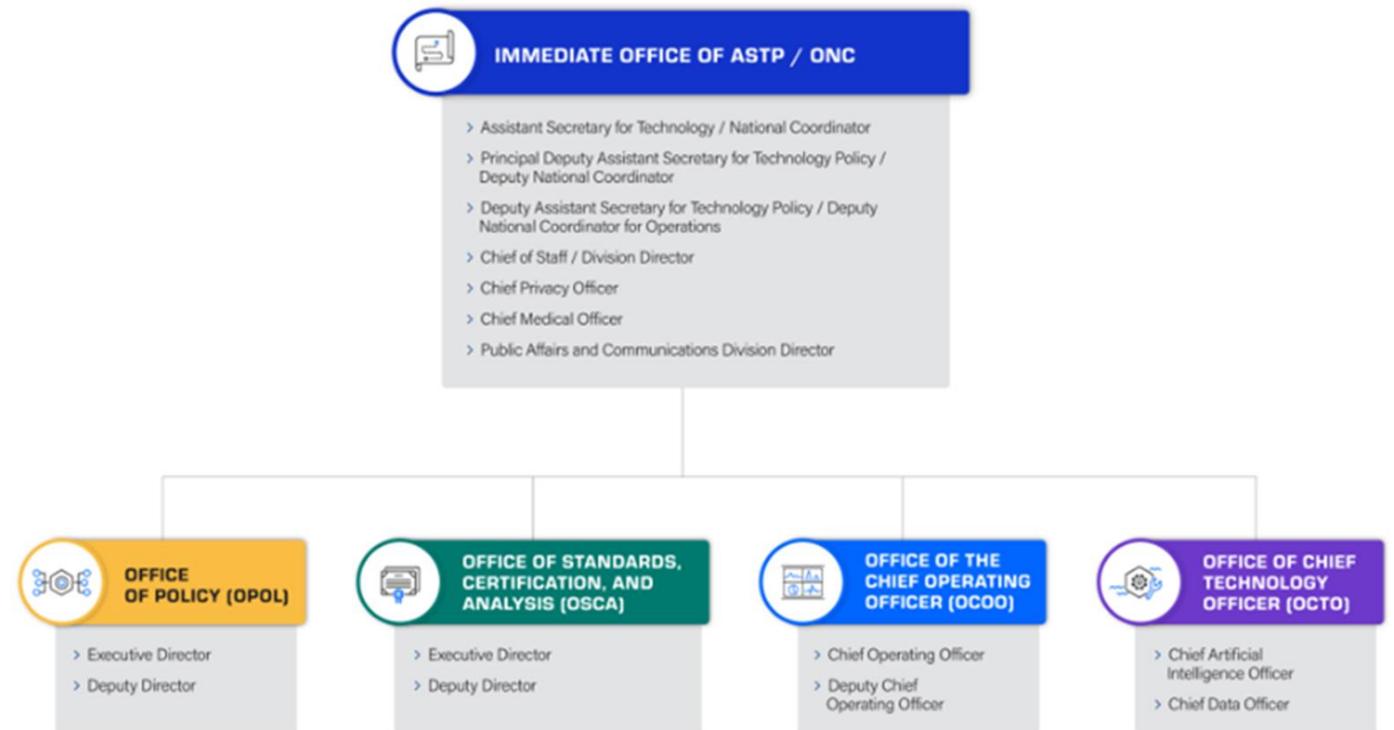 IMMEDIATE OFFICE OF ASTP / ONC
Assistant Secretary for Technology / National Coordinator
Principal Deputy Assistant Secretary for Technology Policy /
Deputy National Coordinator
Deputy Assistant Secretary for Technology Policy / Deputy
National Coordinator for Operations
Chief of Staff / Division Director
Chief Privacy Officer
Chief Medical Officer
Public Affairs and Communications Division Director
OFFICE
OF POLICY (OPOL)
Executive Director
Deputy Director
OFFICE OF STANDARDS,
CERTIFICATION, AND
ANALYSIS (OSCA)
Executive Director
Deputy Director
OFFICE OF THE
CHIEF OPERATING
OFFICER (OCOO)
Chief Operating Officer
Deputy Chief
Operating Officer
OFFICE OF CHIEF
TECHNOLOGY
OFFICER (OCTO)
Chief Artificial
Intelligence Officer
Chief Data Officer